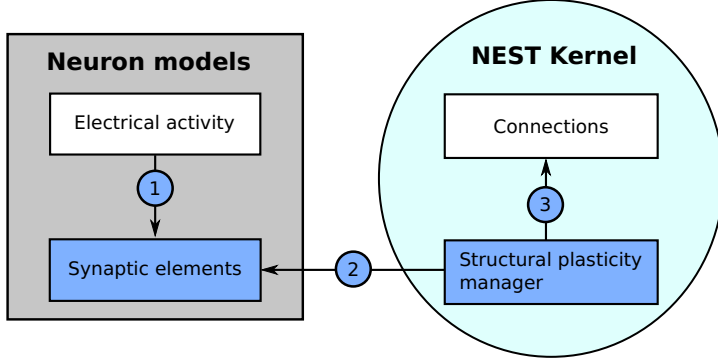 Neuron models
Electrical activity
1
Synaptic elements
2
NEST Kernel
Connections
3
Structural plasticity
manager